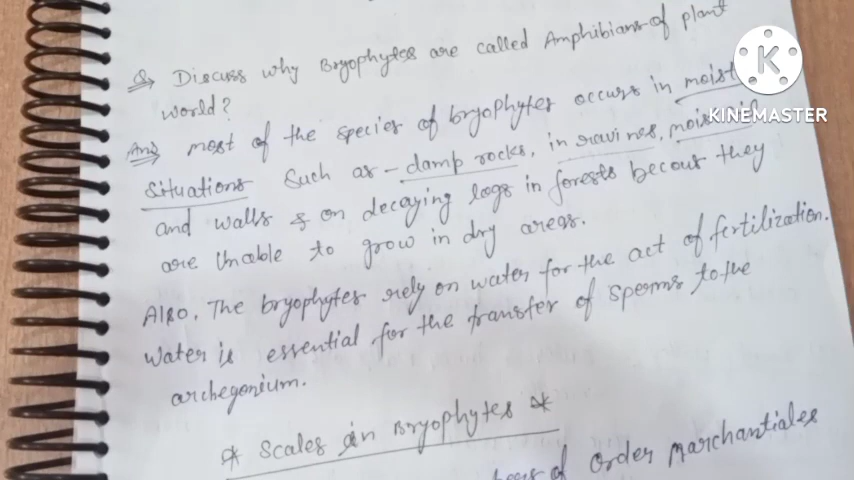 Q⇒ Discuss why Bryophytes are called Amphibians of plant
world?
Ans⇒ most of the species of bryophytes occurs in moist
situations such as - damp rocks, in ravines, moist soil
and walls & on decaying logs in forests becous they
are unable to grow in dry areas.
Also, The bryophytes rely on water for the act of fertilization.
Water is essential for the transfer of sperms to the
archegonium.
* Scales in Bryophytes *
of order marchantiales
K
KINEMASTER